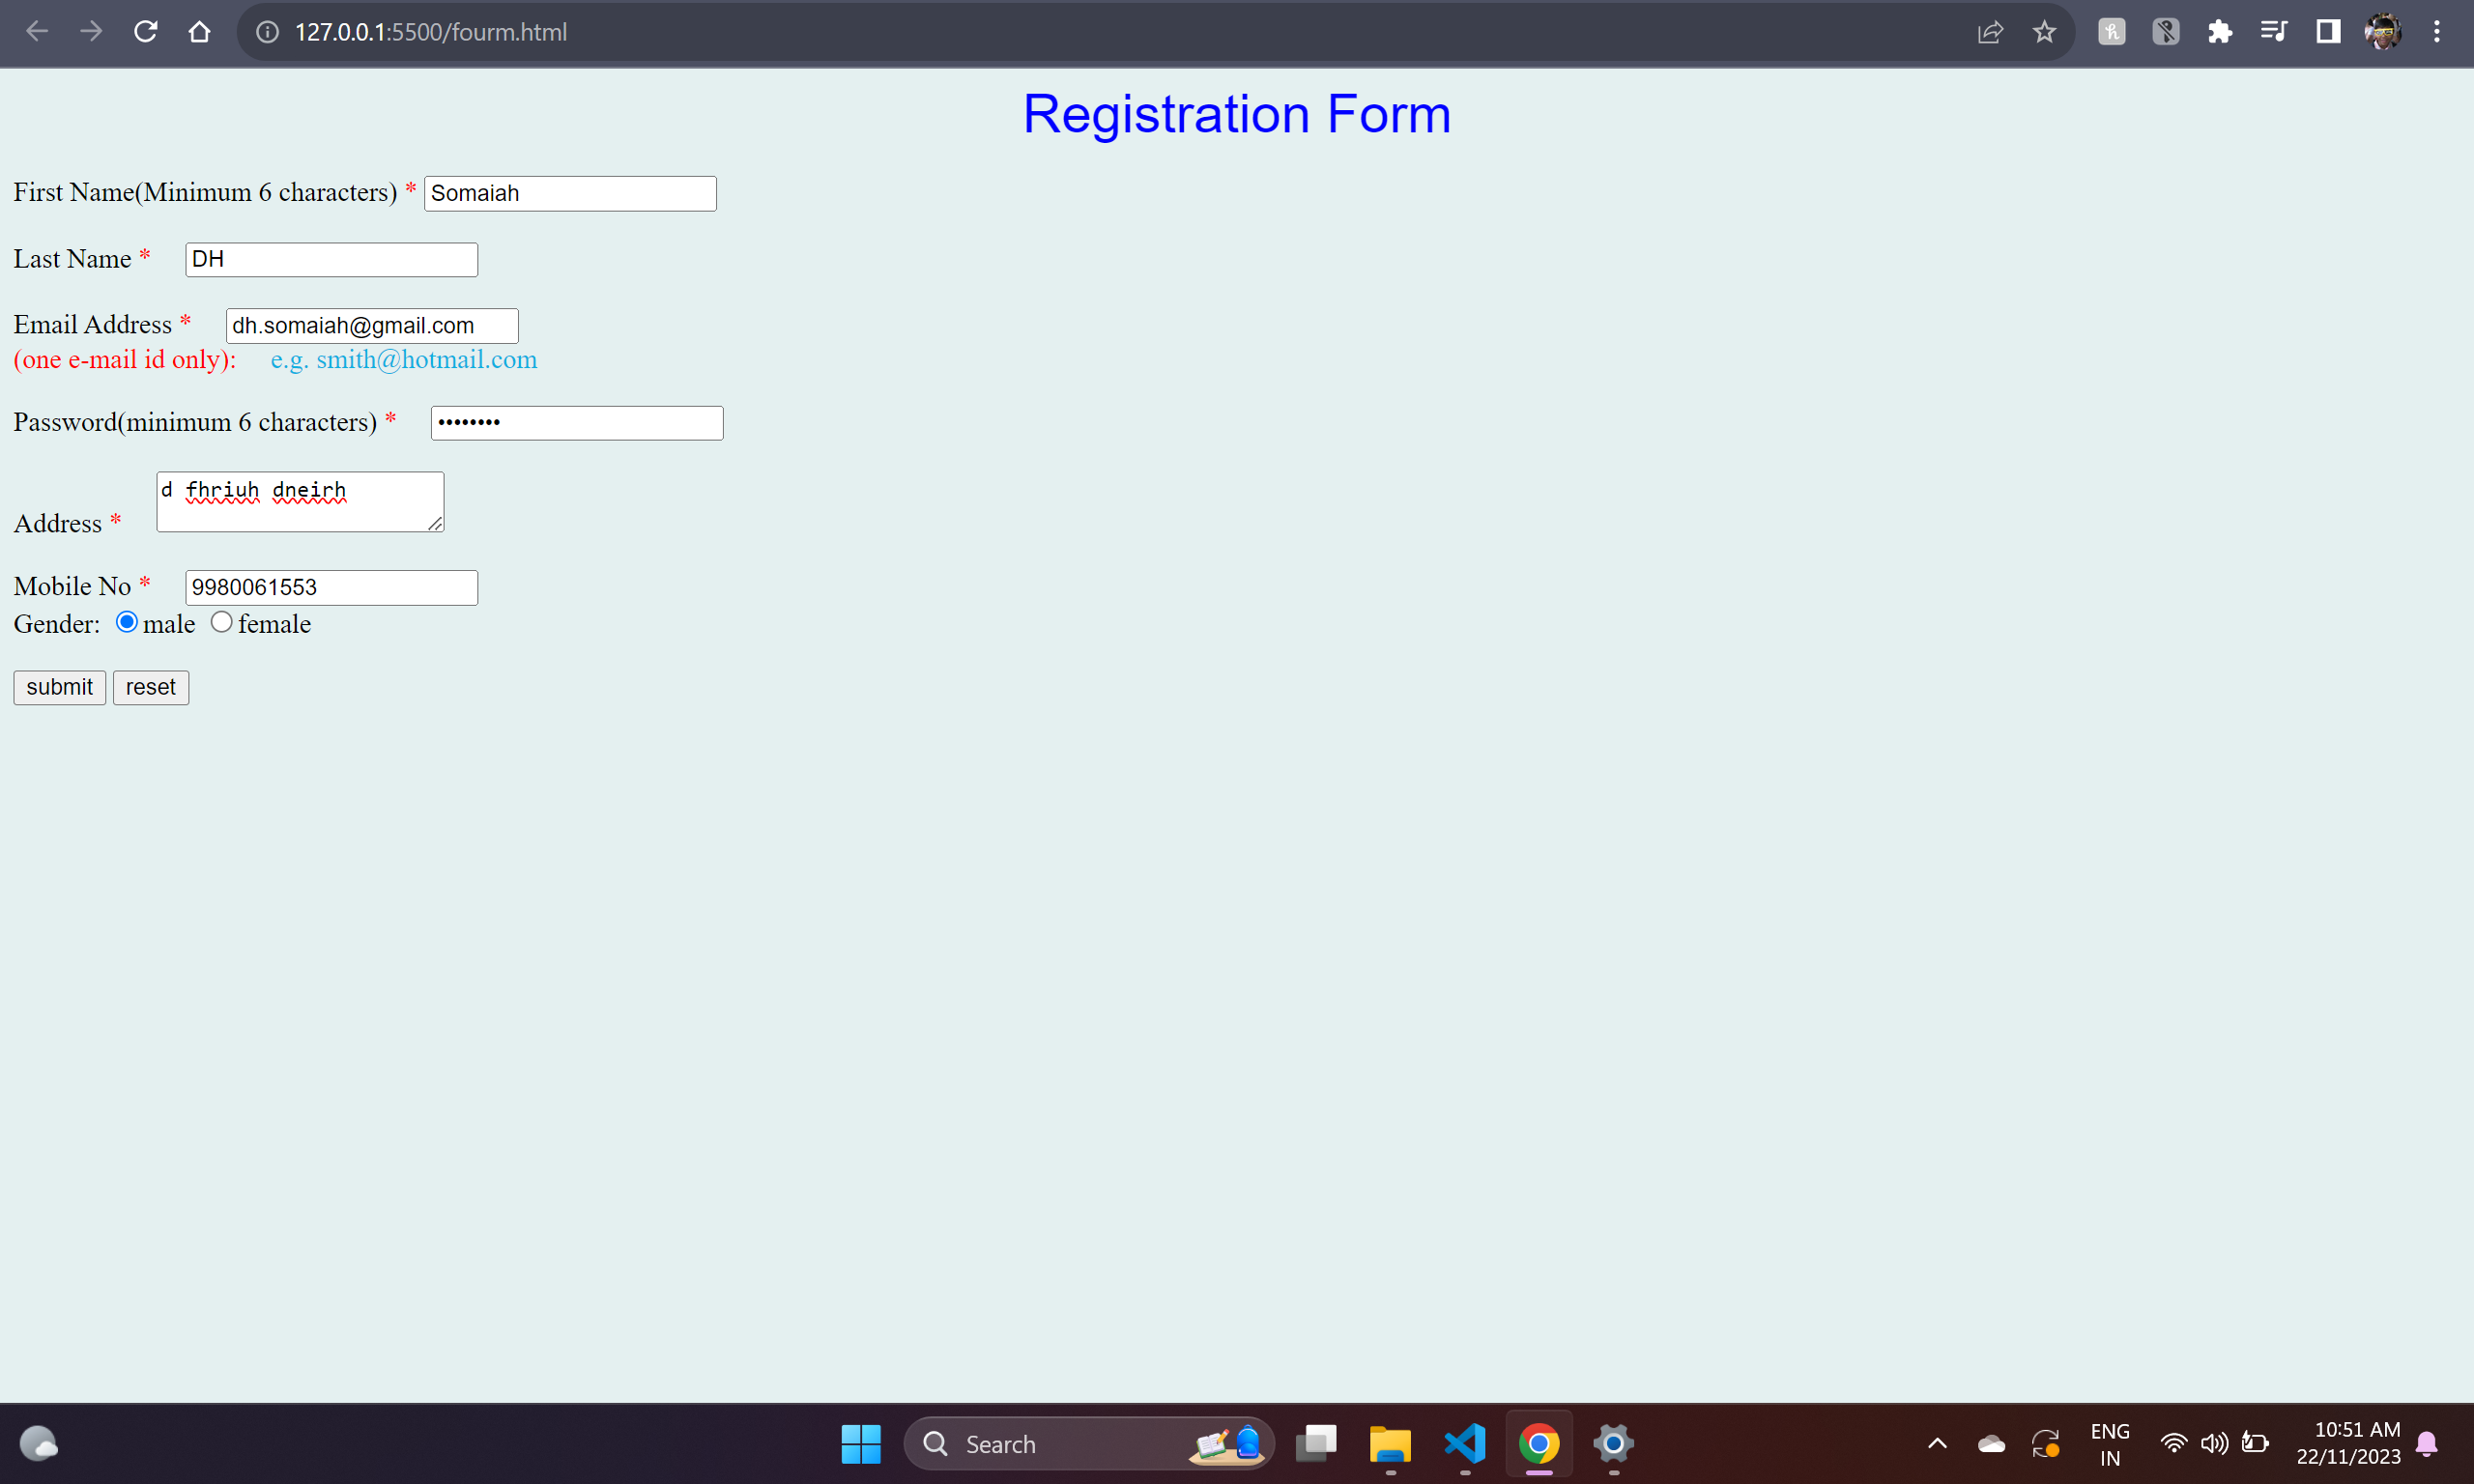 127.0.0.1:5500/fourm.html
Registration Form
First Name(Minimum 6 characters) * Somaiah
Last Name * DH
Email Address * dh.somaiah@gmail.com
(one e-mail id only): e.g. smith@hotmail.com
Password(minimum 6 characters) * ••••••••
Address * d fhriuh dneirh
Mobile No * 9980061553
Gender: male female
submit reset
Search
ENG
IN
10:51 AM
22/11/2023